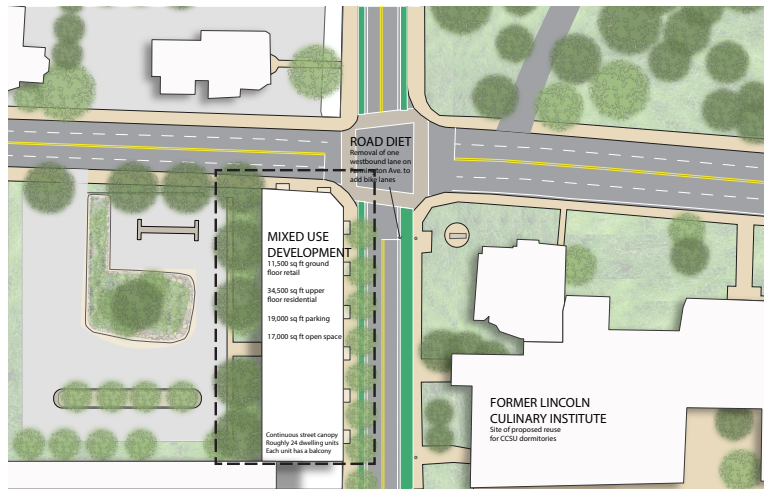 ROAD DIET
Removal of one
westbound lane on
Farmington Ave. to
add bike lanes
MIXED USE
DEVELOPMENT
11,500 sq ft ground
floor retail
34,500 sq ft upper
floor residential
19,000 sq ft parking
17,000 sq ft open space
Continuous street canopy
Roughly 24 dwelling units
Each unit has a balcony
FORMER LINCOLN
CULINARY INSTITUTE
Site of proposed reuse
for CCSU dormitories